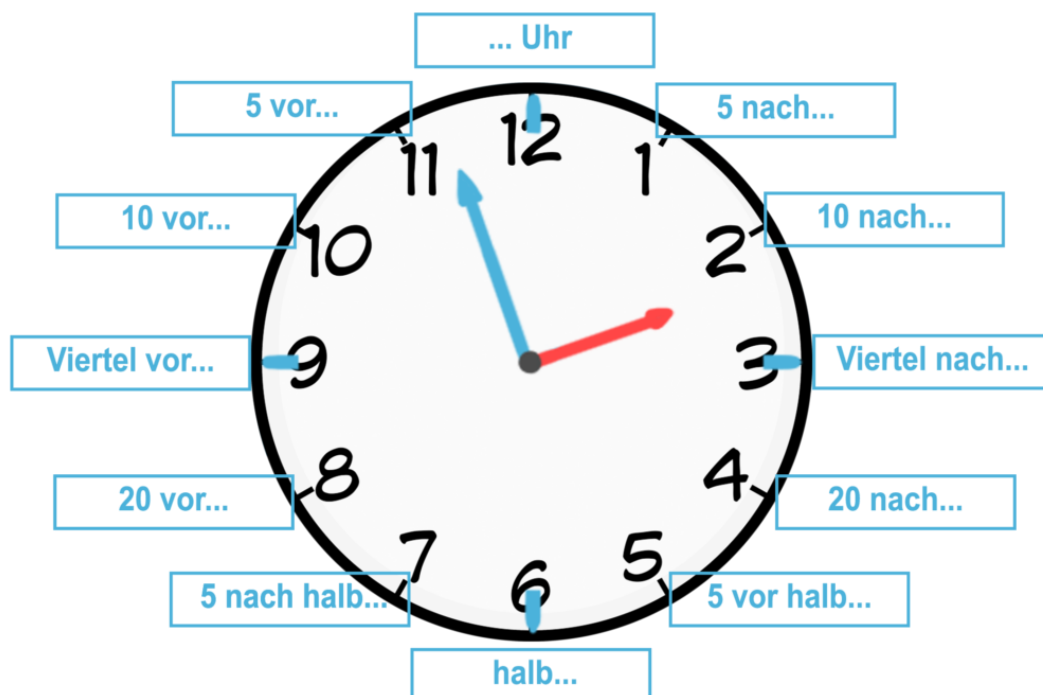 ... Uhr
5 vor...
5 nach...
12
11
1
10 vor...
10 nach...
10
2
Viertel vor...
9
3
Viertel nach...
8
4
20 vor...
20 nach...
7
5
6
5 nach halb...
5 vor halb...
halb...